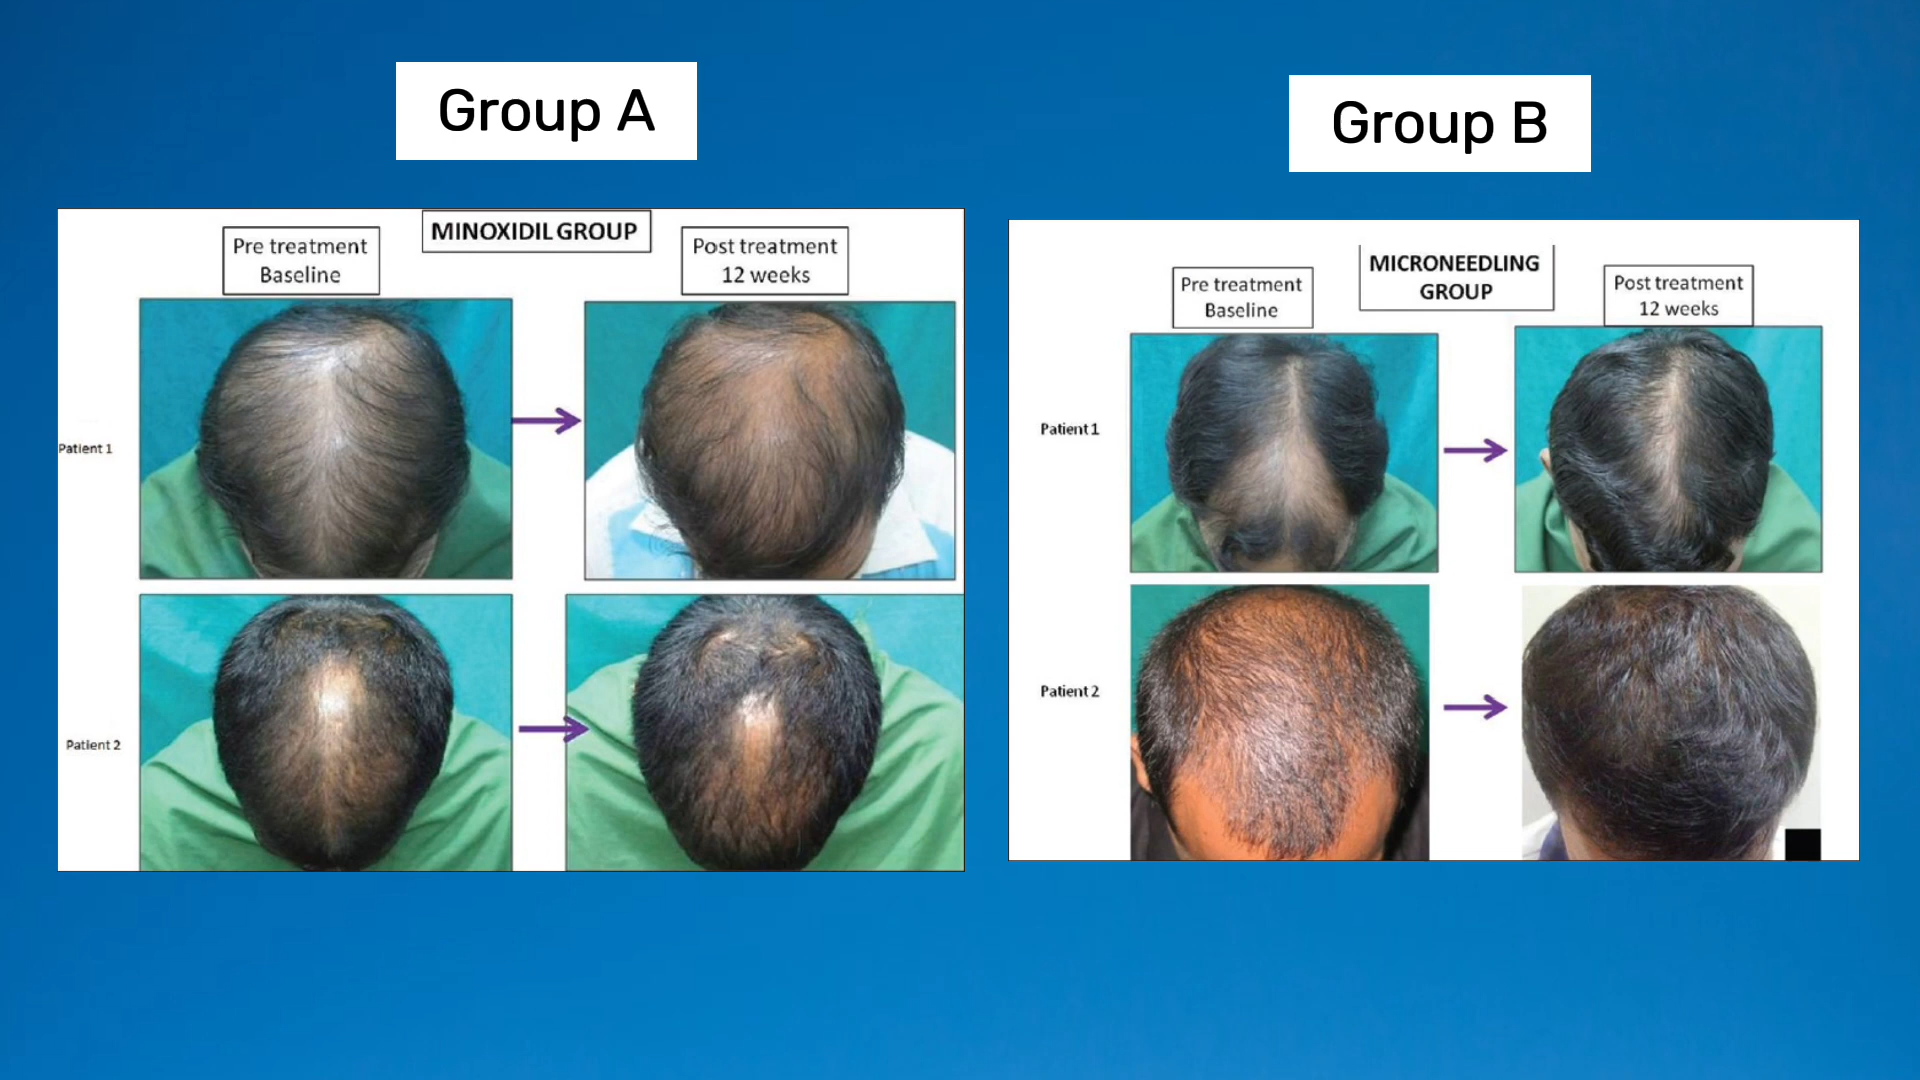 Group A
Group B
MINOXIDIL GROUP
Pre treatment
Baseline
Post treatment
12 weeks
Patient 1
Patient 2
MICRONEEDLING
GROUP
Pre treatment
Baseline
Post treatment
12 weeks
Patient 1
Patient 2